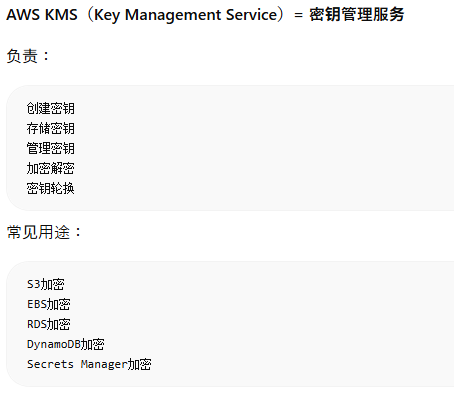 AWS KMS（Key Management Service）= 密钥管理服务
负责：
创建密钥
存储密钥
管理密钥
加密解密
密钥轮换
常见用途：
S3加密
EBS加密
RDS加密
DynamoDB加密
Secrets Manager加密